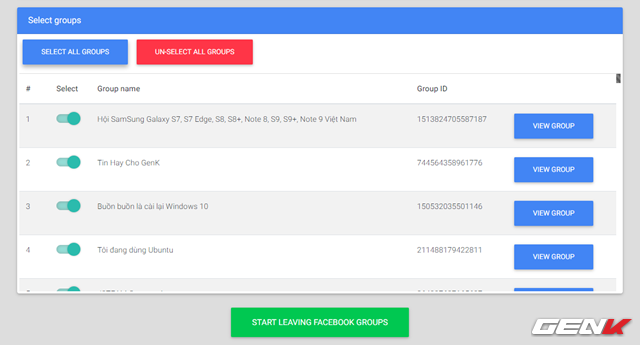 Select groups
SELECT ALL GROUPS UN-SELECT ALL GROUPS
# Select Group name Group ID
1 Hội SamSung Galaxy S7, S7 Edge, S8, S8+, Note 8, S9, S9+, Note 9 Việt Nam 1513824705587187 VIEW GROUP
2 Tin Hay Cho GenK 744564358961776 VIEW GROUP
3 Buồn buồn là cài lại Windows 10 150532035501146 VIEW GROUP
4 Tôi đang dùng Ubuntu 211488179422811 VIEW GROUP
START LEAVING FACEBOOK GROUPS
GENK